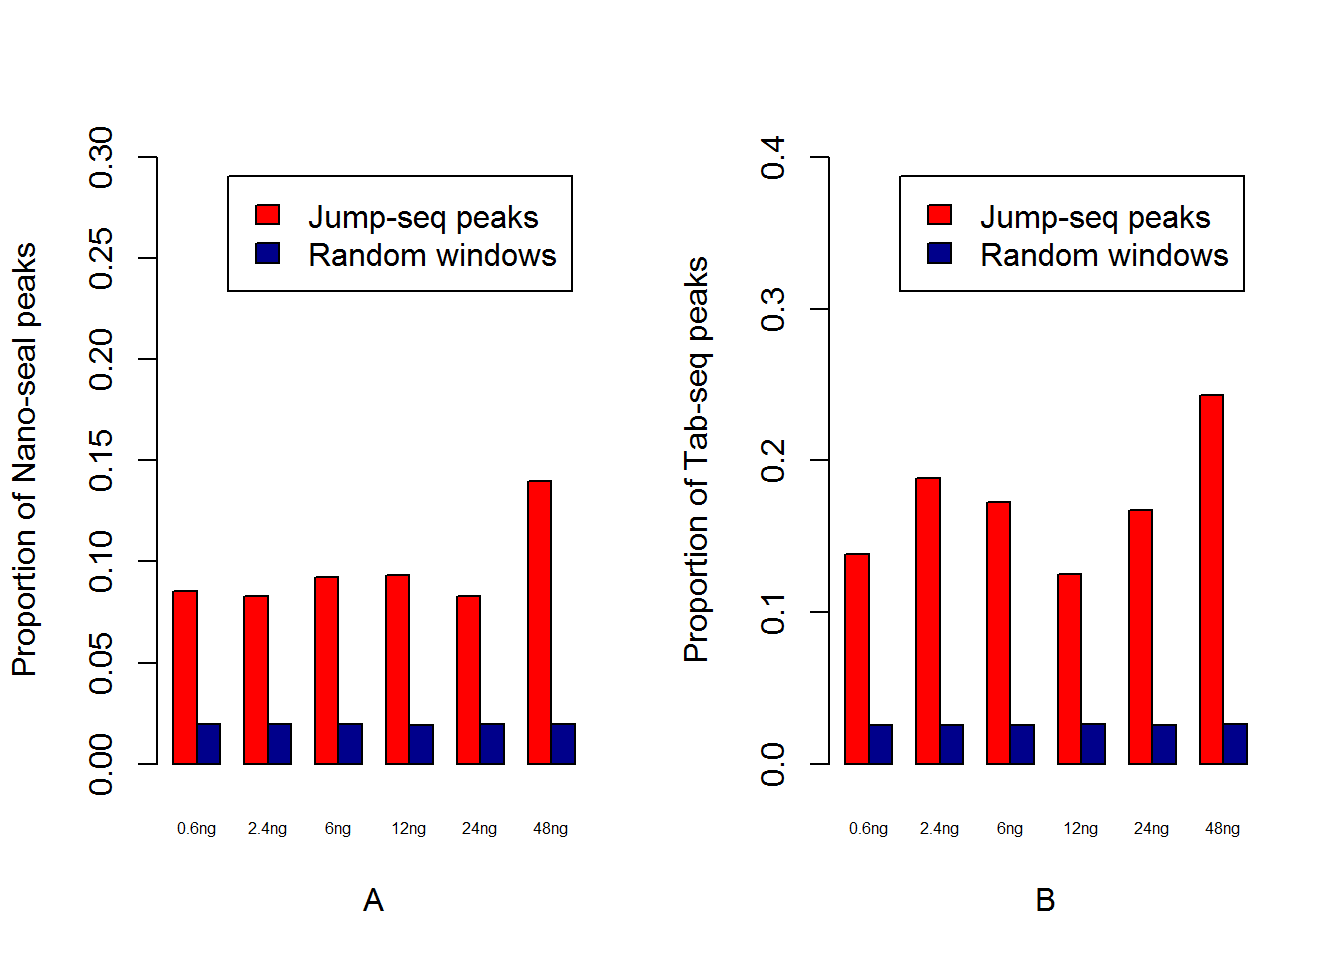 Proportion of Nano-seal peaks
0.30
0.25
0.20
0.15
0.10
0.05
0.00
Jump-seq peaks
Random windows
0.6ng 2.4ng 6ng 12ng 24ng 48ng
A
Proportion of Tab-seq peaks
0.4
0.3
0.2
0.1
0.0
Jump-seq peaks
Random windows
0.6ng 2.4ng 6ng 12ng 24ng 48ng
B